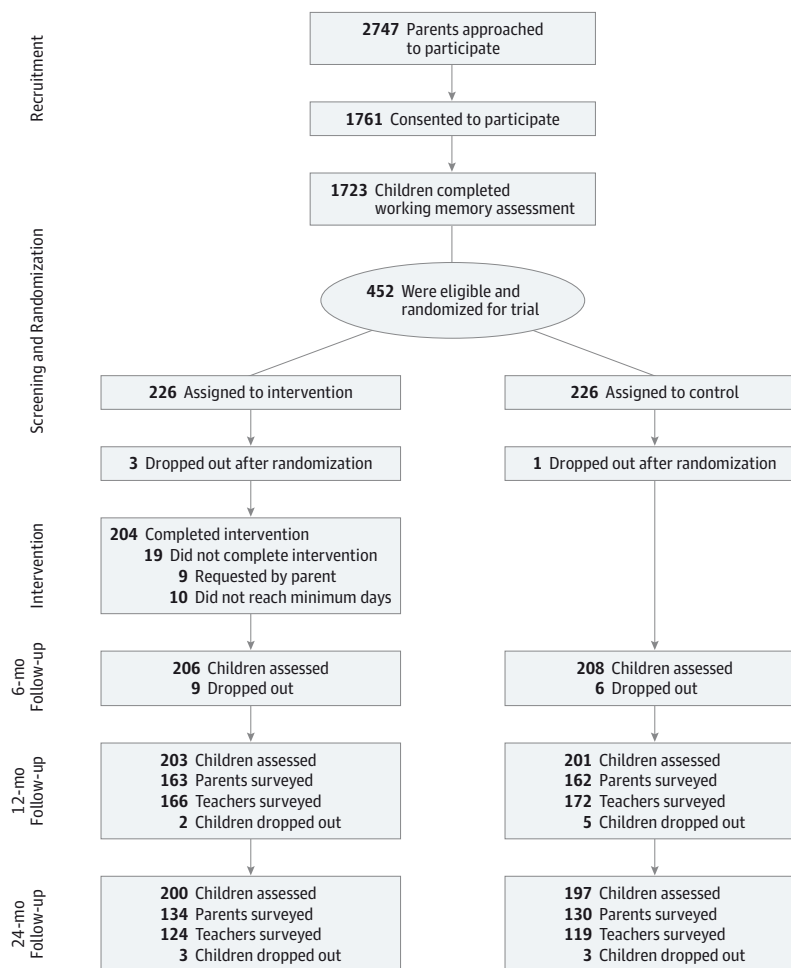 Recruitment
2747 Parents approached
to participate
1761 Consented to participate
Screening and Randomization
1723 Children completed
working memory assessment
452 Were eligible and
randomized for trial
226 Assigned to intervention
226 Assigned to control
3 Dropped out after randomization
1 Dropped out after randomization
Intervention
204 Completed intervention
19 Did not complete intervention
9 Requested by parent
10 Did not reach minimum days
6-mo
Follow-up
206 Children assessed
9 Dropped out
208 Children assessed
6 Dropped out
12-mo
Follow-up
203 Children assessed
163 Parents surveyed
166 Teachers surveyed
2 Children dropped out
201 Children assessed
162 Parents surveyed
172 Teachers surveyed
5 Children dropped out
24-mo
Follow-up
200 Children assessed
134 Parents surveyed
124 Teachers surveyed
3 Children dropped out
197 Children assessed
130 Parents surveyed
119 Teachers surveyed
3 Children dropped out